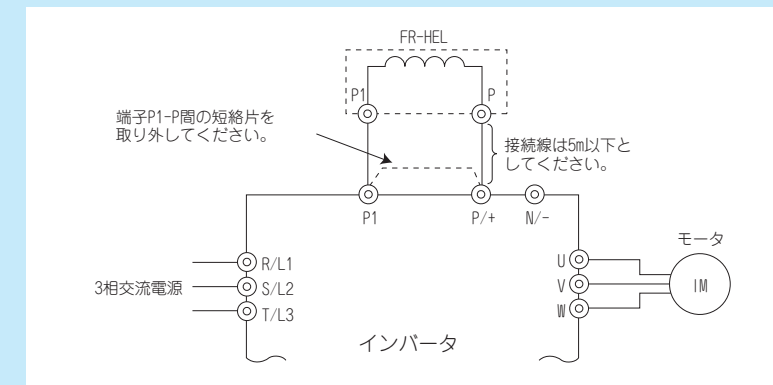 FR-HEL
P1
P
端子P1-P間の短絡片を
取り外してください。
接続線は5m以下と
してください。
P1
P/+
N/-
モータ
R/L1
U
3相交流電源
S/L2
V
IM
T/L3
W
インバータ